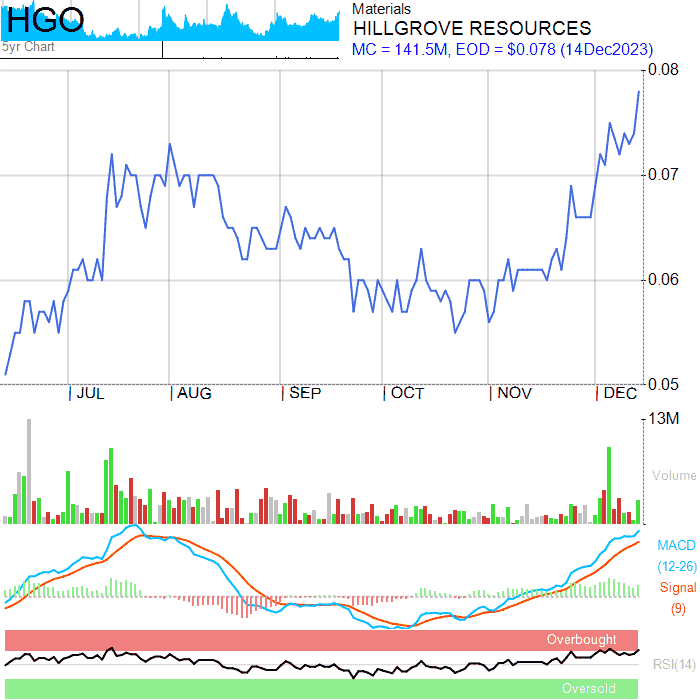 HGO
5yr Chart
Materials
HILLGROVE RESOURCES
MC = 141.5M, EOD = $0.078 (14Dec2023)
0.08
0.07
0.06
0.05
JUL AUG SEP OCT NOV DEC
13M
Volume
MACD
(12-26)
Signal
(9)
Overbought
RSI(14)
Oversold